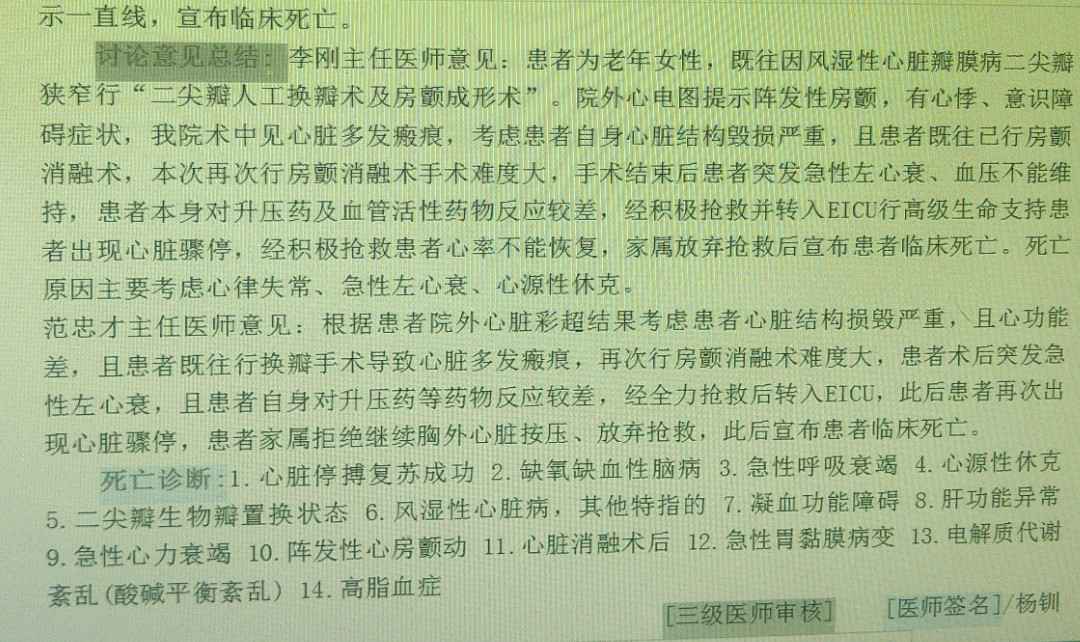 示一直线，宣布临床死亡。
讨论意见总结：李刚主任医师意见：患者为老年女性，既往因风湿性心脏瓣膜病二尖瓣
狭窄行“二尖瓣人工换瓣术及房颤成形术”。院外心电图提示阵发性房颤，有心悸、意识障
碍症状，我院术中见心脏多发瘢痕，考虑患者自身心脏结构毁损严重，且患者既往已行房颤
消融术，本次再次行房颤消融术手术难度大，手术结束后患者突发急性左心衰、血压不能维
持，患者本身对升压药及血管活性药物反应较差，经积极抢救并转入EICU行高级生命支持患
者出现心脏骤停，经积极抢救患者心率不能恢复，家属放弃抢救后宣布患者临床死亡。死亡
原因主要考虑心律失常、急性左心衰、心源性休克。
范忠才主任医师意见：根据患者院外心脏彩超结果考虑患者心脏结构损毁严重，且心功能
差，且患者既往行换瓣手术导致心脏多发瘢痕，再次行房颤消融术难度大，患者术后突发急
性左心衰，且患者自身对升压药等药物反应较差，经全力抢救后转入EICU，此后患者再次出
现心脏骤停，患者家属拒绝继续胸外心脏按压、放弃抢救，此后宣布患者临床死亡。
死亡诊断:1.心脏停搏复苏成功 2.缺氧缺血性脑病 3.急性呼吸衰竭 4.心源性休克
5.二尖瓣生物瓣置换状态 6.风湿性心脏病，其他特指的 7.凝血功能障碍 8.肝功能异常
9.急性心力衰竭 10.阵发性心房颤动 11.心脏消融术后 12.急性胃黏膜病变 13.电解质代谢
紊乱(酸碱平衡紊乱) 14.高脂血症
[三级医师审核] [医师签名]/杨钏